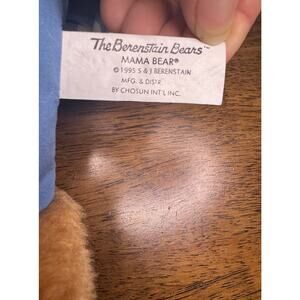 The Berenstain Bears™
MAMA BEAR®
© 1995 S & J BERENSTAIN
MFG. & DISTR.
BY CHOSUN INT'L INC.